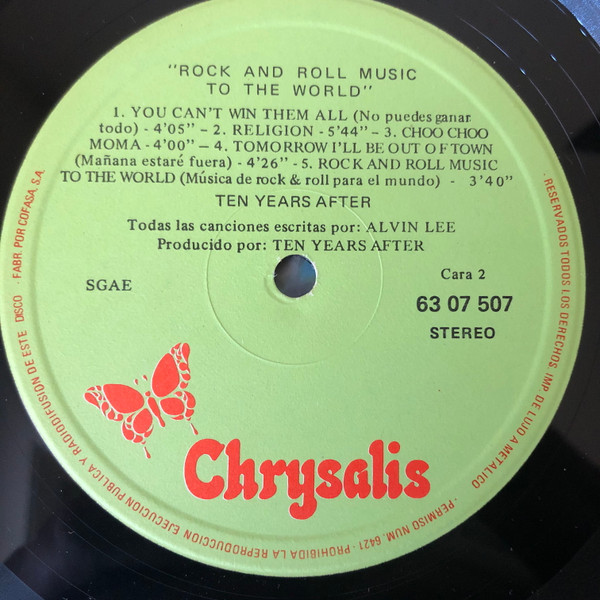 "ROCK AND ROLL MUSIC
TO THE WORLD"
1. YOU CAN'T WIN THEM ALL (No puedes ganar
todo) - 4'05" – 2. RELIGION - 5'44" – 3. CHOO CHOO
MOMA - 4'00" – 4. TOMORROW I'LL BE OUT OF TOWN
(Mañana estaré fuera) - 4'26" - 5. ROCK AND ROLL MUSIC
TO THE WORLD (Música de rock & roll para el mundo) - 3'40"
TEN YEARS AFTER
Todas las canciones escritas por: ALVIN LEE
Producido por: TEN YEARS AFTER
SGAE
Cara 2
63 07 507
STEREO
Chrysalis
RESERVADOS TODOS LOS DERECHOS IMP DE LUJO A METALICO · PERMISO NUM. 6421 · PROHIBIDA LA REPRODUCCION EJECUCION PUBLICA Y RADIODIFUSION DE ESTE DISCO · FABR. POR COFASA, S.A.